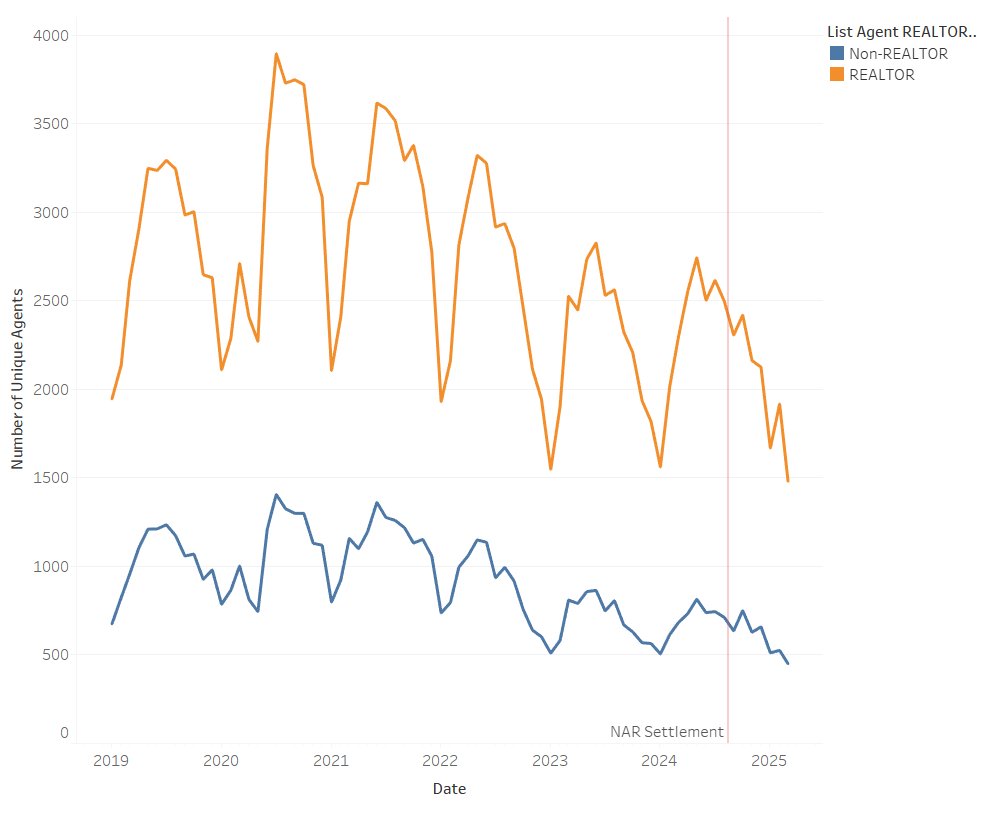 List Agent REALTOR..
Non-REALTOR
REALTOR
Number of Unique Agents
4000
3500
3000
2500
2000
1500
1000
500
0
NAR Settlement
2019 2020 2021 2022 2023 2024 2025
Date